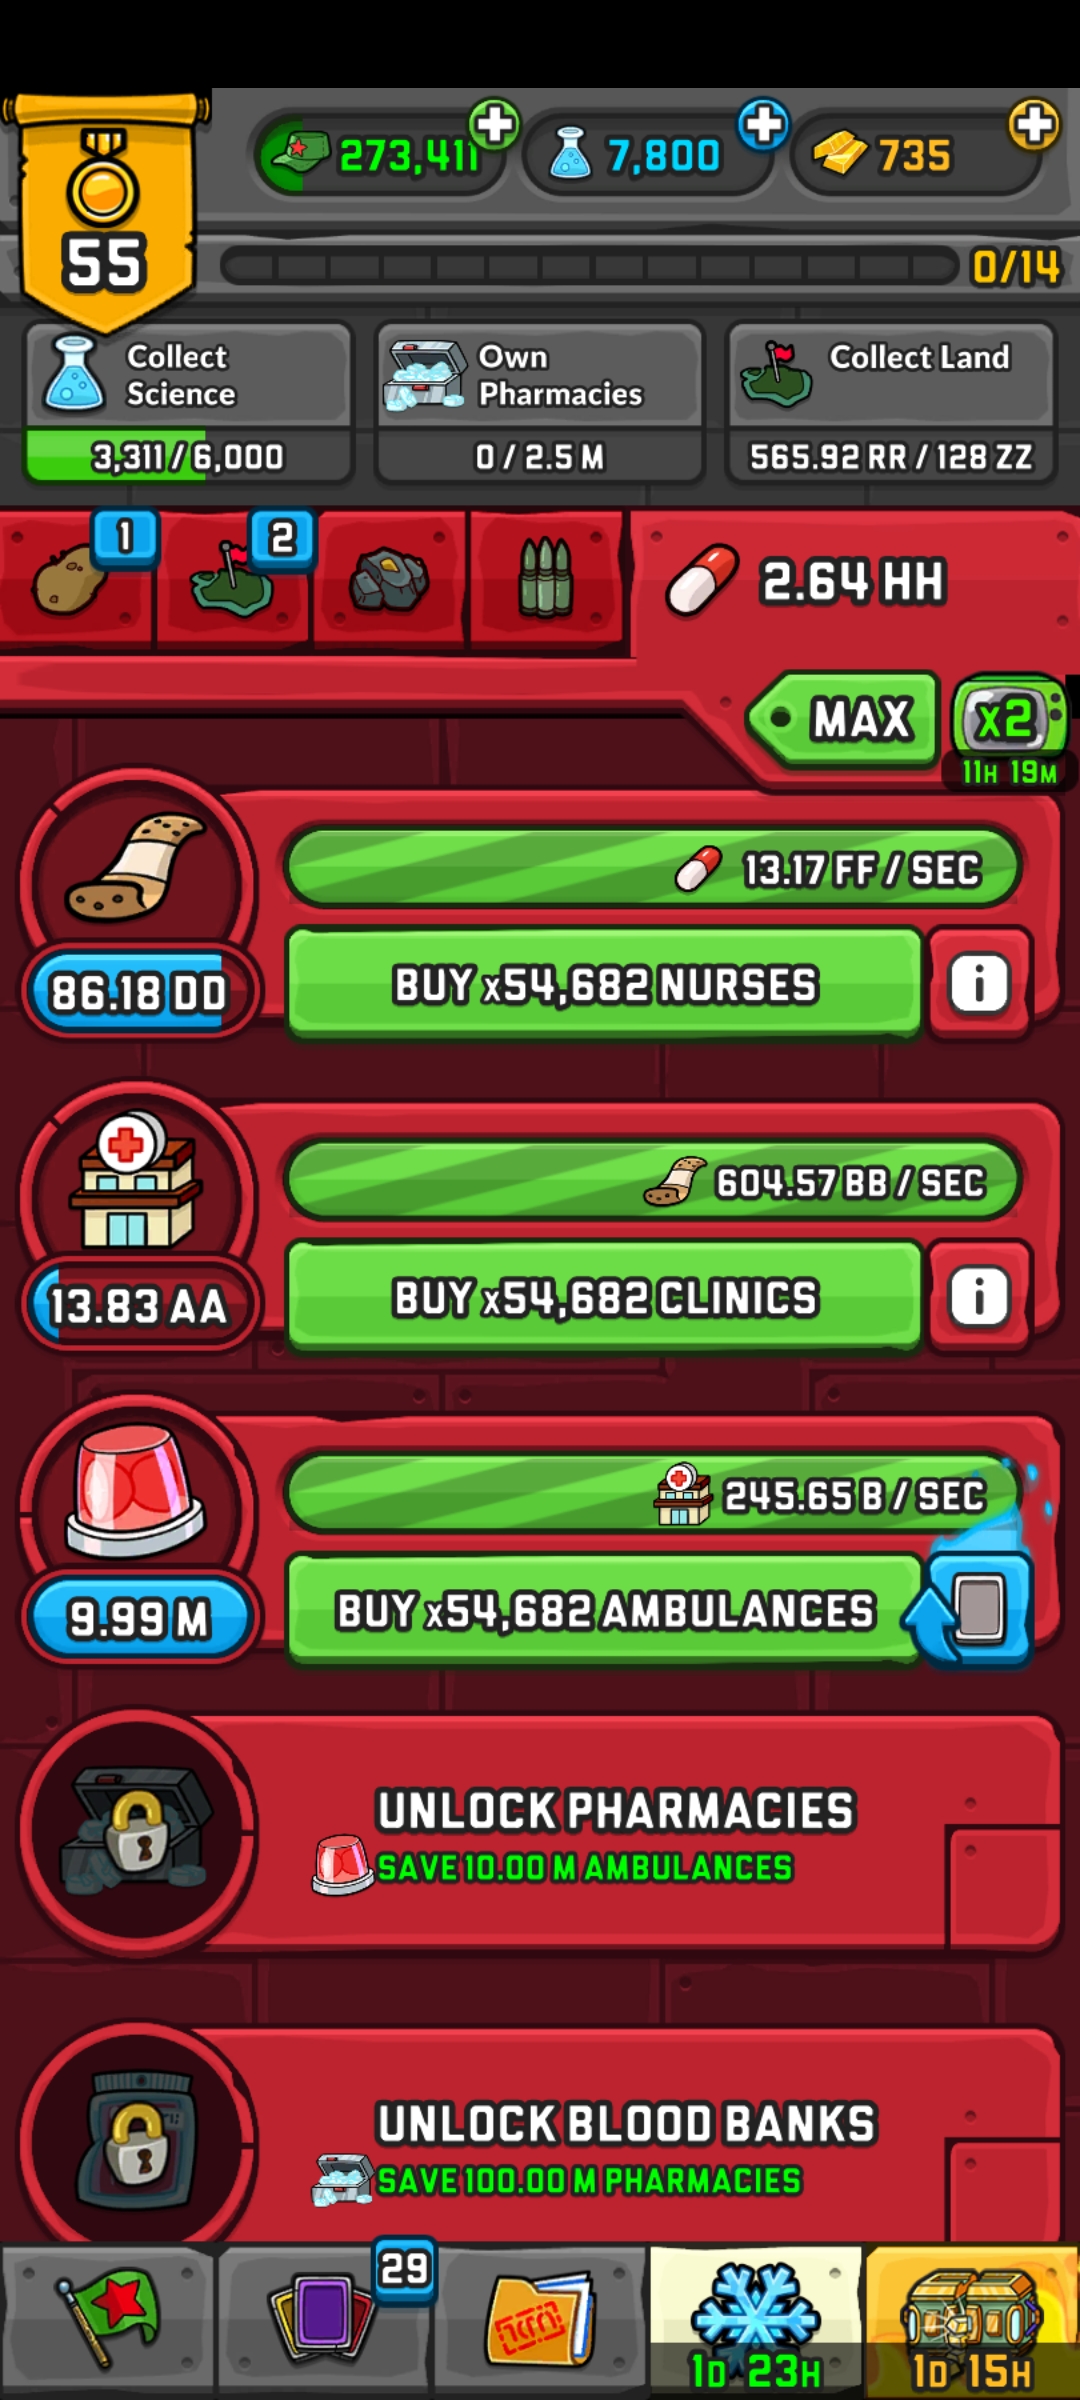 273,411
7,800
735
55
0/14
Collect
Science
3,311/6,000
Own
Pharmacies
0/2.5 M
Collect Land
565.92 RR/128 ZZ
1
2
2.64 HH
MAX
x2
11H 19M
13.17 FF/SEC
86.18 DD
BUY x54,682 NURSES
i
604.57 BB/SEC
13.83 AA
BUY x54,682 CLINICS
i
245.65 B/SEC
9.99 M
BUY x54,682 AMBULANCES
UNLOCK PHARMACIES
SAVE 10.00 M AMBULANCES
UNLOCK BLOOD BANKS
SAVE 100.00 M PHARMACIES
29
1D 23H
1D 15H